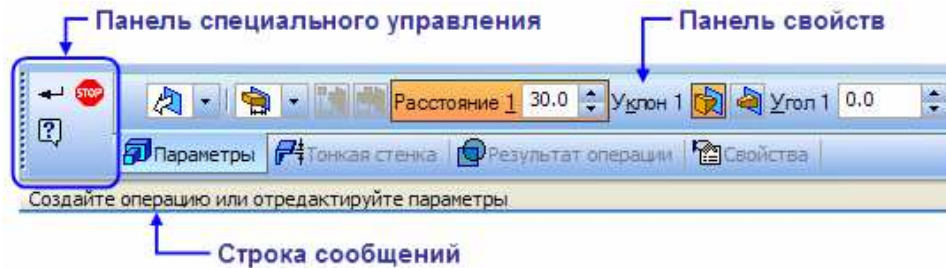 Панель специального управления Панель свойств
STOP Расстояние 1 30.0 Уклон 1 Угол 1 0.0
? Параметры Тонкая стенка Результат операции Свойства
Создайте операцию или отредактируйте параметры
Строка сообщений